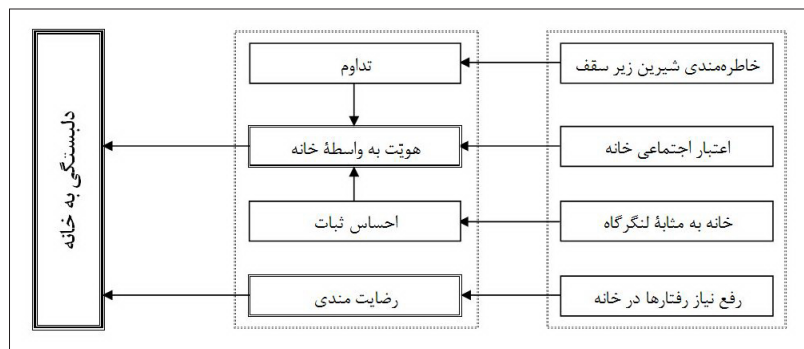 خاطره‌مندی شیرین زیر سقف
تداوم
اعتبار اجتماعی خانه
هویّت به واسطهٔ خانه
خانه به مثابهٔ لنگرگاه
احساس ثبات
رفع نیاز رفتارها در خانه
رضایت مندی
دلبستگی به خانه